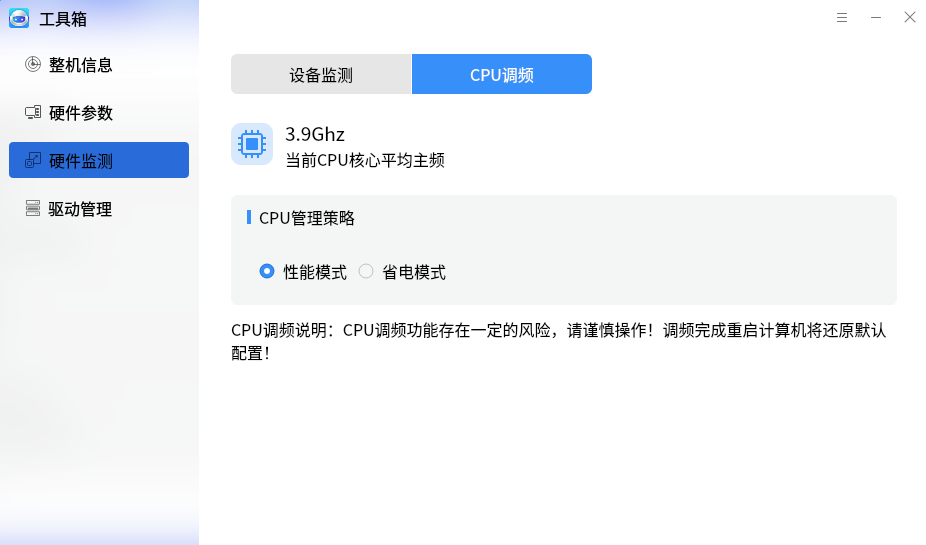 工具箱
整机信息
硬件参数
硬件监测
驱动管理
设备监测
CPU调频
3.9Ghz
当前CPU核心平均主频
CPU管理策略
性能模式
省电模式
CPU调频说明：CPU调频功能存在一定的风险，请谨慎操作！调频完成重启计算机将还原默认
配置！